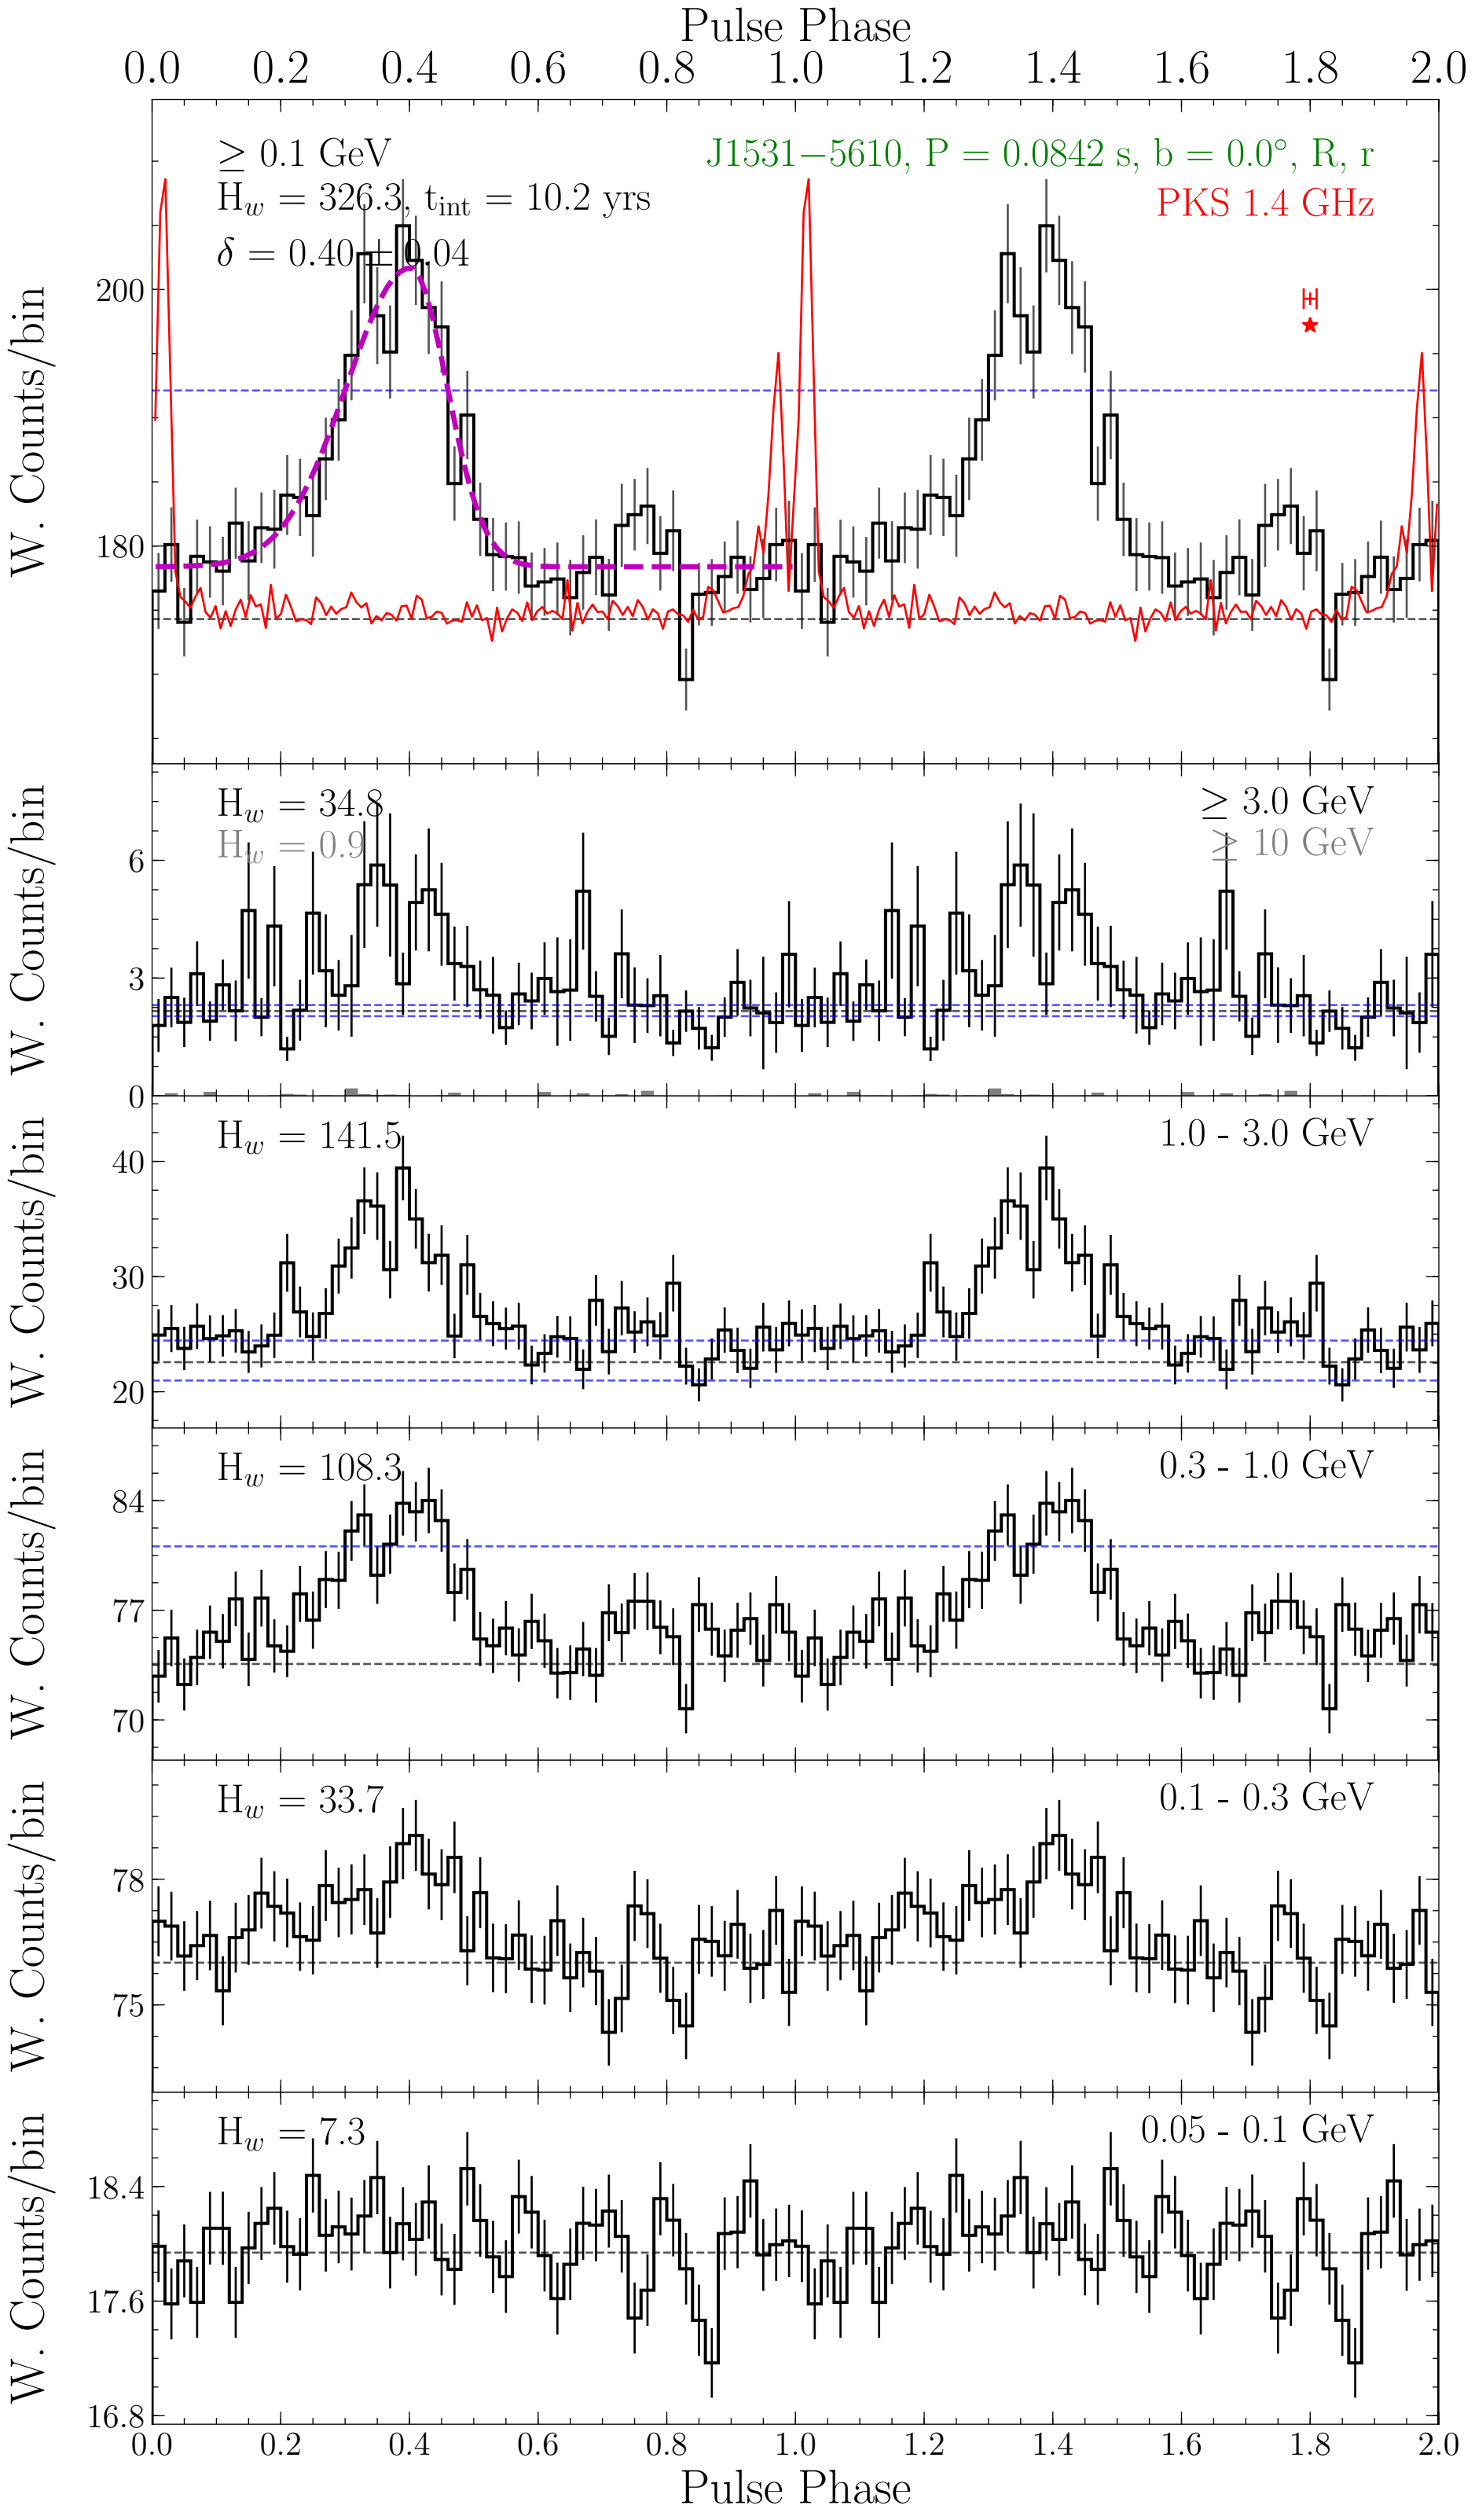 Pulse Phase
0.0 0.2 0.4 0.6 0.8 1.0 1.2 1.4 1.6 1.8 2.0
≥ 0.1 GeV
J1531−5610, P = 0.0842 s, b = 0.0°, R, r
H_w = 326.3, t_int = 10.2 yrs
PKS 1.4 GHz
δ = 0.40 ± 0.04
200
180
W. Counts/bin
H_w = 34.8
≥ 3.0 GeV
H_w = 0.9
≥ 10 GeV
6
3
0
W. Counts/bin
H_w = 141.5
1.0 - 3.0 GeV
40
30
20
W. Counts/bin
H_w = 108.3
0.3 - 1.0 GeV
84
77
70
W. Counts/bin
H_w = 33.7
0.1 - 0.3 GeV
78
75
W. Counts/bin
H_w = 7.3
0.05 - 0.1 GeV
18.4
17.6
16.8
W. Counts/bin
0.0 0.2 0.4 0.6 0.8 1.0 1.2 1.4 1.6 1.8 2.0
Pulse Phase